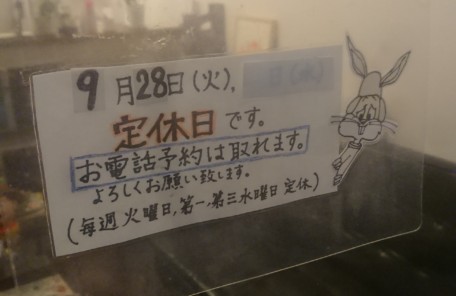 9月28日(火)、
定休日です。
お電話予約は取れます。
よろしくお願い致します。
(毎週火曜日,第一,第三水曜日 定休)